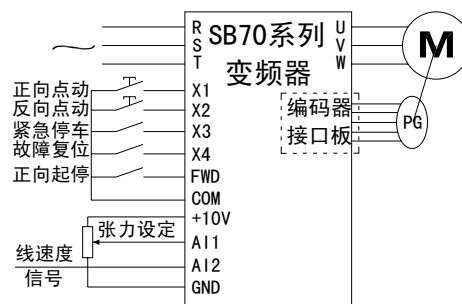 R SB70系列 U
S V
T 变频器 W
M
正向点动 X1
反向点动 X2
紧急停车 X3
故障复位 X4
正向起停 FWD
COM
编码器
接口板
PG
+10V
张力设定
AI1
线速度
AI2
信号
GND